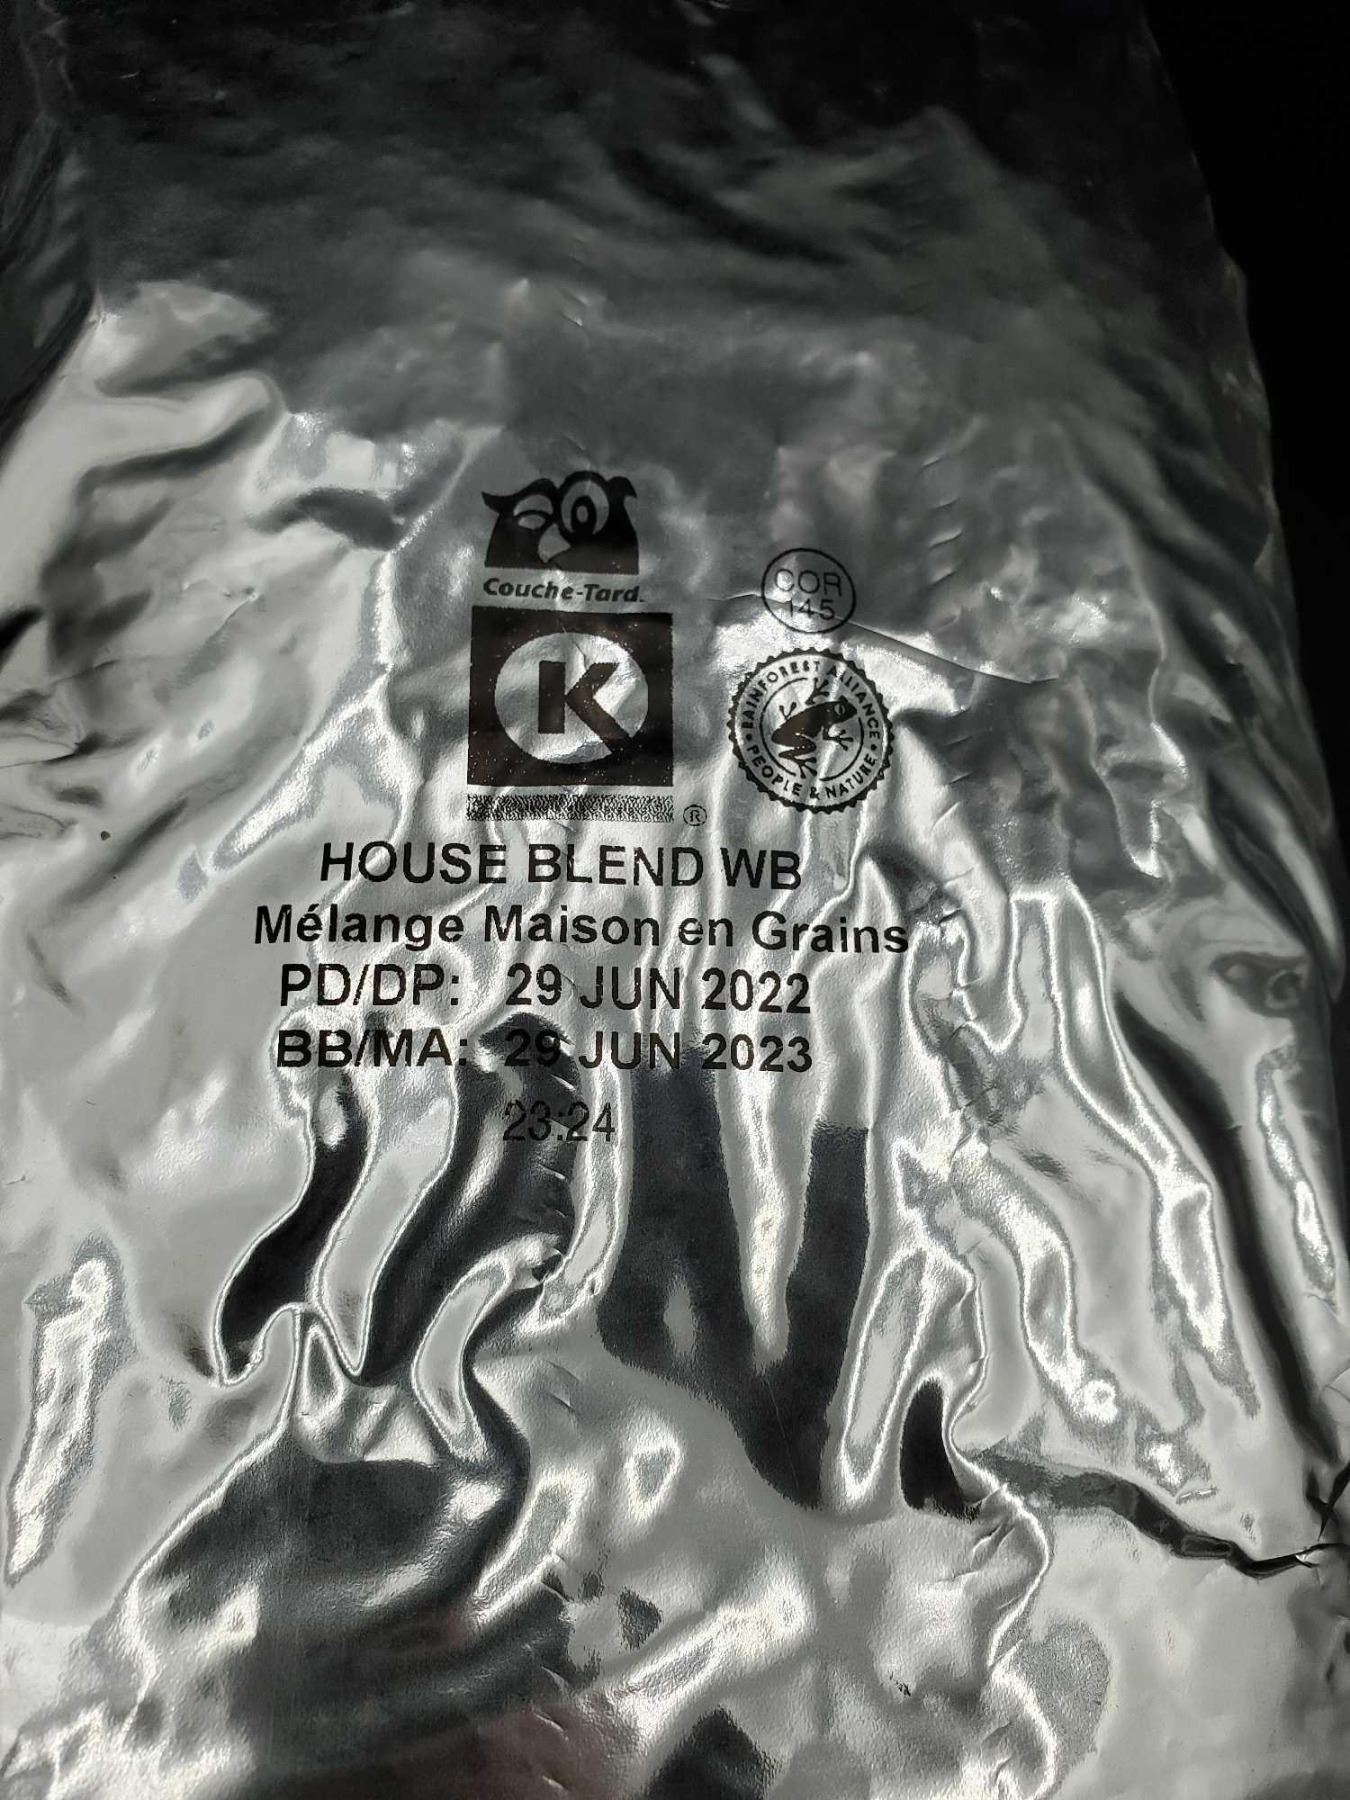 Couche-Tard.
K
®
COR
145
RAINFOREST ALLIANCE
• PEOPLE & NATURE •
HOUSE BLEND WB
Mélange Maison en Grains
PD/DP: 29 JUN 2022
BB/MA: 29 JUN 2023
23:24